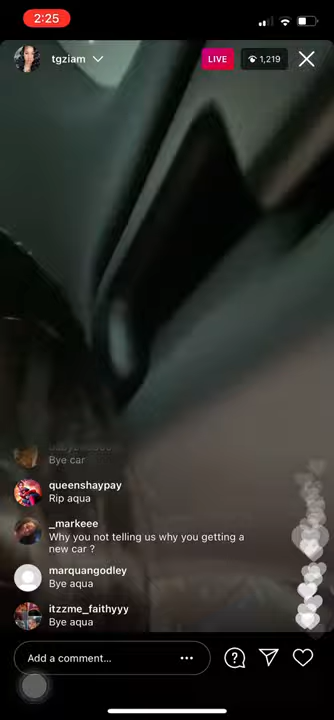 2:25
tgziam
LIVE
1,219
Bye car
queenshaypay
Rip aqua
_markeee
Why you not telling us why you getting a
new car ?
marquangodley
Bye aqua
itzzme_faithyyy
Bye aqua
Add a comment...